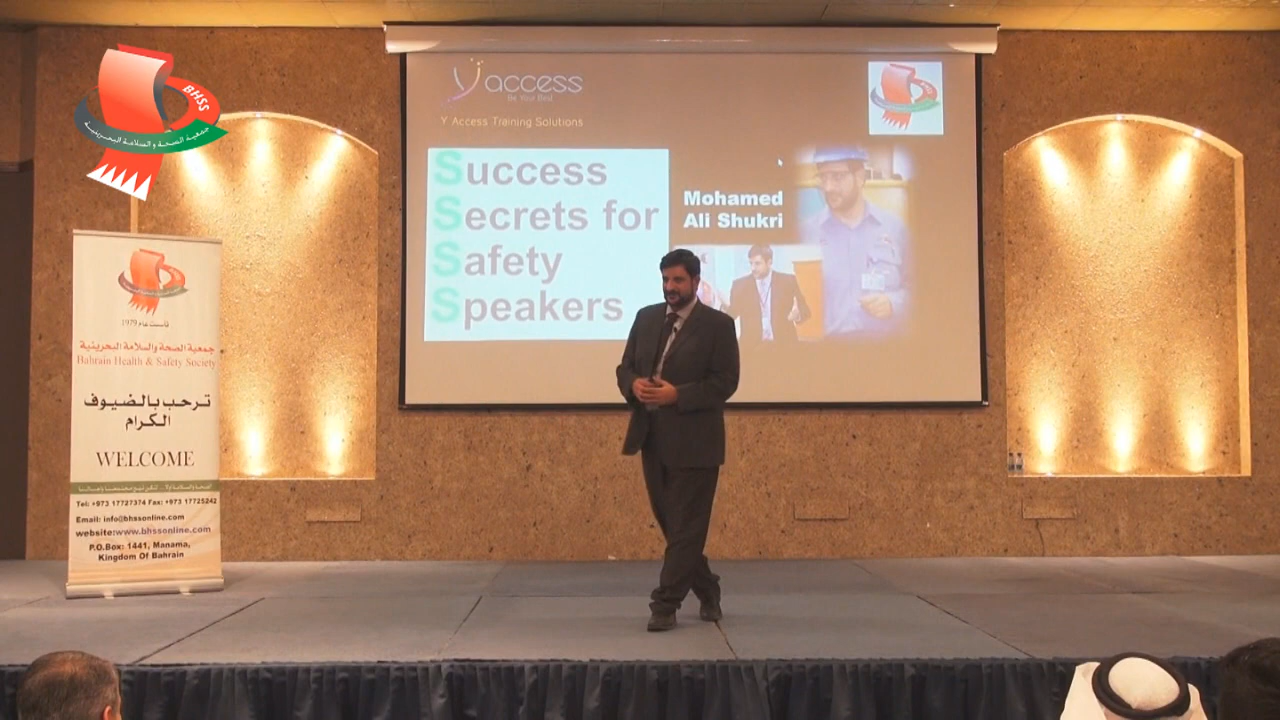 BHSS
جمعية الصحة والسلامة البحرينية
y access
Be Your Best
Y Access Training Solutions
Success
Secrets for
Safety
Speakers
Mohamed
Ali Shukri
تأسست عام 1979
جمعية الصحة والسلامة البحرينية
Bahrain Health & Safety Society
ترحب بالضيوف
الكرام
WELCOME
Tel: +973 17727374 Fax: +973 17725242
Email: info@bhssonline.com
website:www.bhssonline.com
P.O.Box: 1441, Manama,
Kingdom Of Bahrain